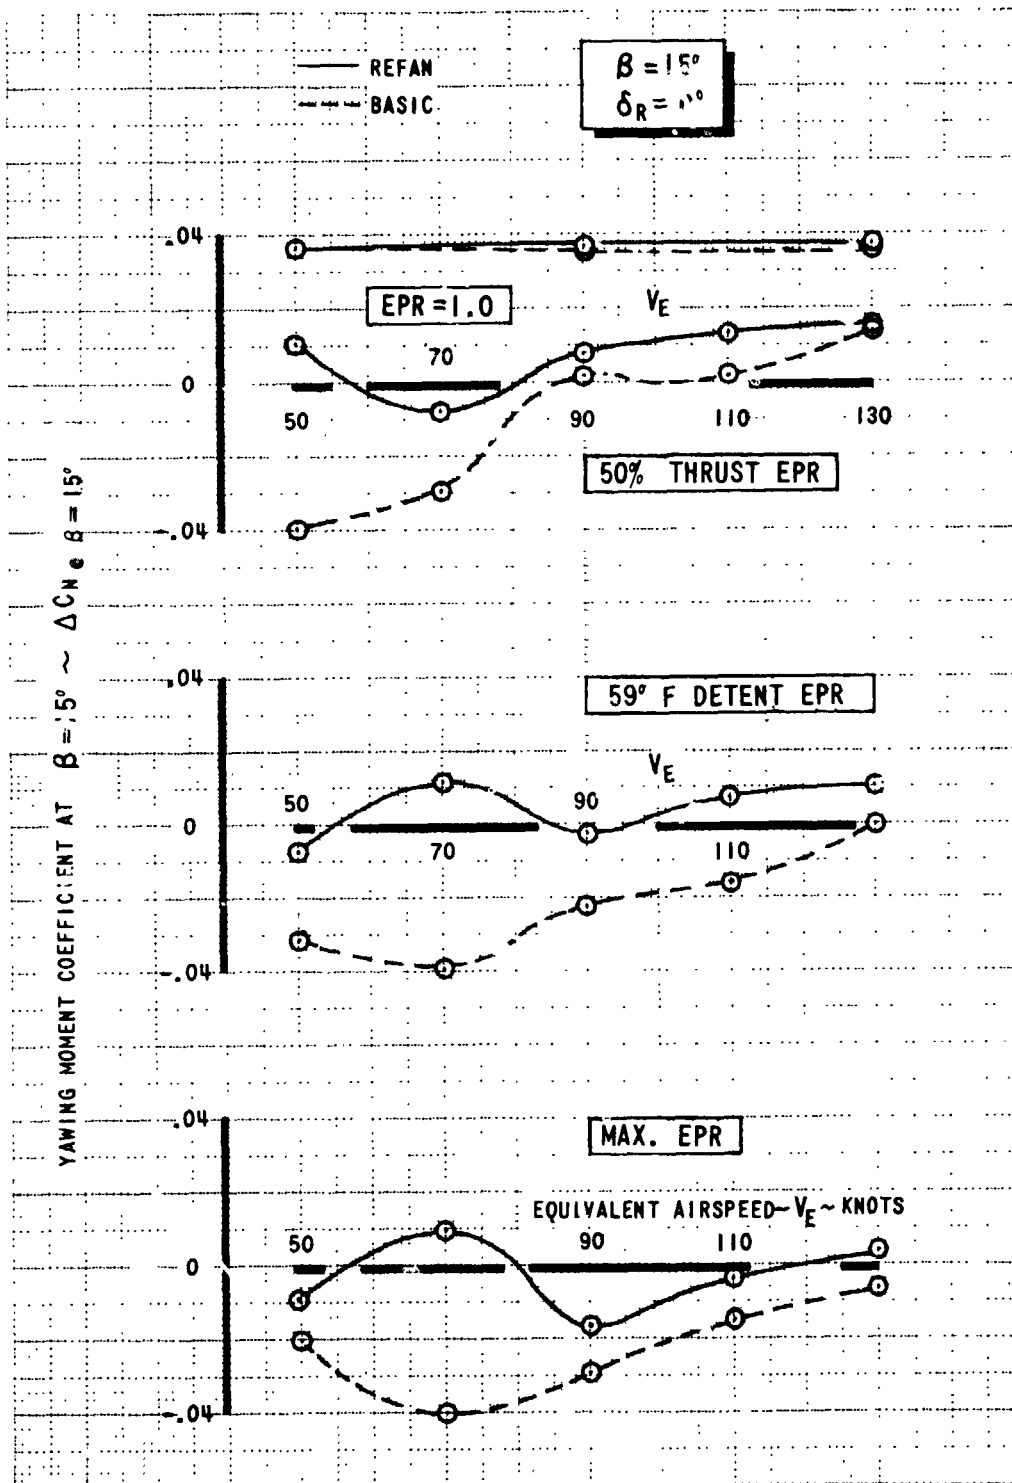 REFAN
BASIC
β = 15°
δR =
.04
EPR = 1.0
VE
70
0
50
90
110
130
50% THRUST EPR
-.04
YAWING MOMENT COEFFICIENT AT β = 15° ~ ΔCN @ β = 15°
.04
59° F DETENT EPR
VE
50
90
0
70
110
-.04
.04
MAX. EPR
EQUIVALENT AIRSPEED ~ VE ~ KNOTS
50
90
110
0
-.04